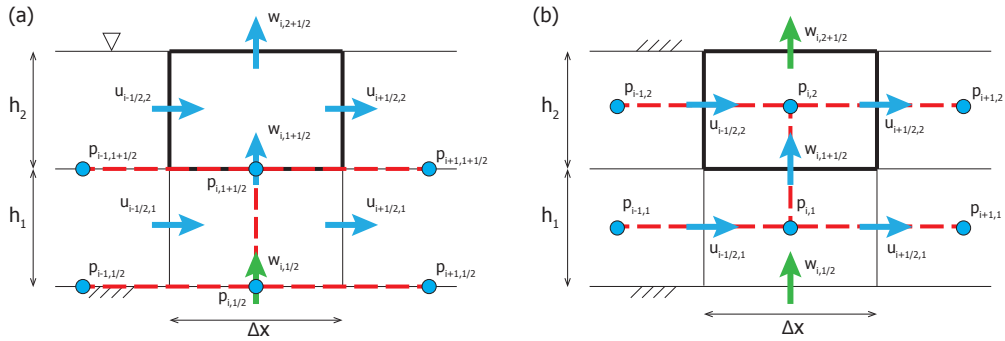 (a)
w_{i,2+1/2}
h_2
u_{i-1/2,2}
u_{i+1/2,2}
w_{i,1+1/2}
p_{i-1,1+1/2}
p_{i+1,1+1/2}
p_{i,1+1/2}
h_1
u_{i-1/2,1}
u_{i+1/2,1}
w_{i,1/2}
p_{i-1,1/2}
p_{i+1,1/2}
p_{i,1/2}
Δx
(b)
w_{i,2+1/2}
h_2
p_{i-1,2}
p_{i,2}
p_{i+1,2}
u_{i-1/2,2}
u_{i+1/2,2}
w_{i,1+1/2}
h_1
p_{i-1,1}
p_{i,1}
p_{i+1,1}
u_{i-1/2,1}
u_{i+1/2,1}
w_{i,1/2}
Δx